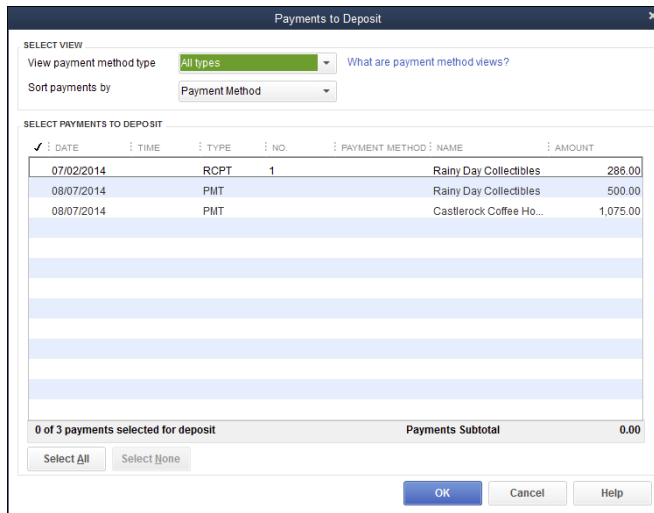 Payments to Deposit
SELECT VIEW
View payment method type All types What are payment method views?
Sort payments by Payment Method
SELECT PAYMENTS TO DEPOSIT
✓ DATE TIME TYPE NO. PAYMENT METHOD NAME AMOUNT
07/02/2014 RCPT 1 Rainy Day Collectibles 286.00
08/07/2014 PMT Rainy Day Collectibles 500.00
08/07/2014 PMT Castlerock Coffee Ho... 1,075.00
0 of 3 payments selected for deposit Payments Subtotal 0.00
Select All Select None
OK Cancel Help